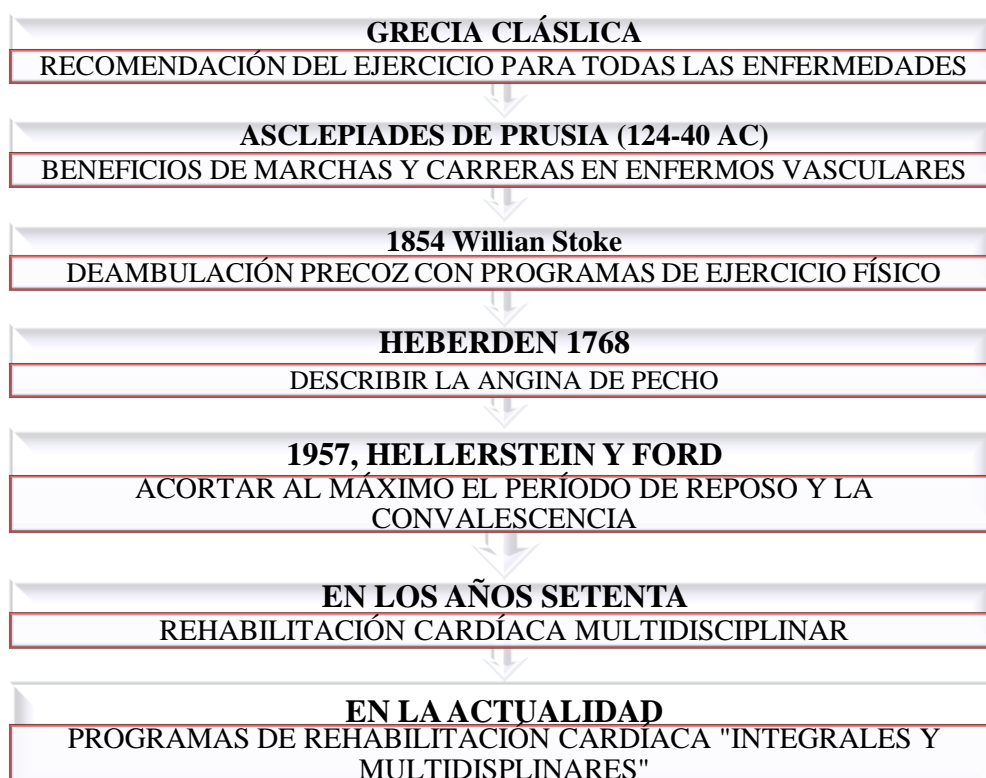 GRECIA CLÁSLICA
RECOMENDACIÓN DEL EJERCICIO PARA TODAS LAS ENFERMEDADES
ASCLEPIADES DE PRUSIA (124-40 AC)
BENEFICIOS DE MARCHAS Y CARRERAS EN ENFERMOS VASCULARES
1854 Willian Stoke
DEAMBULACIÓN PRECOZ CON PROGRAMAS DE EJERCICIO FÍSICO
HEBERDEN 1768
DESCRIBIR LA ANGINA DE PECHO
1957, HELLERSTEIN Y FORD
ACORTAR AL MÁXIMO EL PERÍODO DE REPOSO Y LA
CONVALESCENCIA
EN LOS AÑOS SETENTA
REHABILITACIÓN CARDÍACA MULTIDISCIPLINAR
EN LA ACTUALIDAD
PROGRAMAS DE REHABILITACIÓN CARDÍACA "INTEGRALES Y
MULTIDISPLINARES"